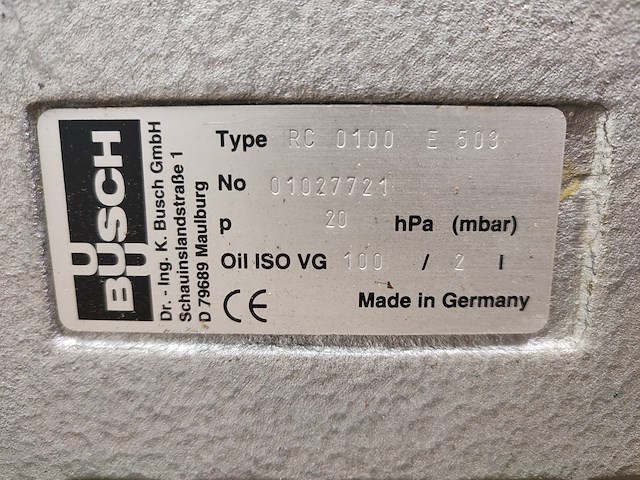 BUSCH
Dr. - Ing. K. Busch GmbH
Schauinslandstraße 1
D 79689 Maulburg
Type RC 0100 E 503
No 01027721
p 20 hPa (mbar)
Oil ISO VG 100 / 2 l
CE Made in Germany